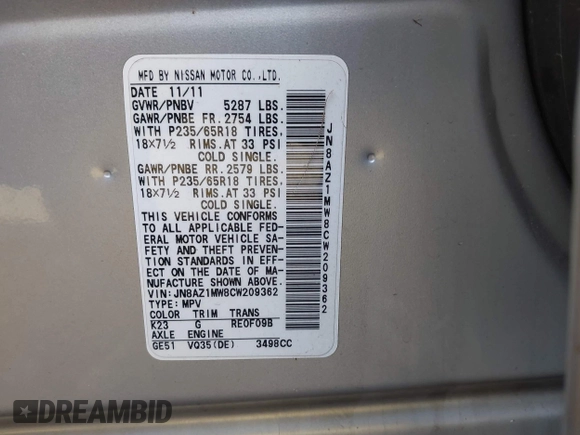 MFD BY NISSAN MOTOR CO.,LTD.
DATE 11/11
GVWR/PNBV 5287 LBS.
GAWR/PNBE FR. 2754 LBS.
WITH P235/65R18 TIRES,
18×7½ RIMS. AT 33 PSI
COLD SINGLE.
GAWR/PNBE RR. 2579 LBS.
WITH P235/65R18 TIRES,
18×7½ RIMS. AT 33 PSI
COLD SINGLE.
THIS VEHICLE CONFORMS
TO ALL APPLICABLE FED-
ERAL MOTOR VEHICLE SA-
FETY AND THEFT PREVEN-
TION STANDARDS IN EFF-
ECT ON THE DATE OF MA-
NUFACTURE SHOWN ABOVE.
VIN: JN8AZ1MW8CW209362
TYPE: MPV
COLOR TRIM TRANS
K23 G RE0F09B
AXLE ENGINE
GE51 VQ35(DE) 3498CC
JN8AZ1MW8CW209362
DREAMBID